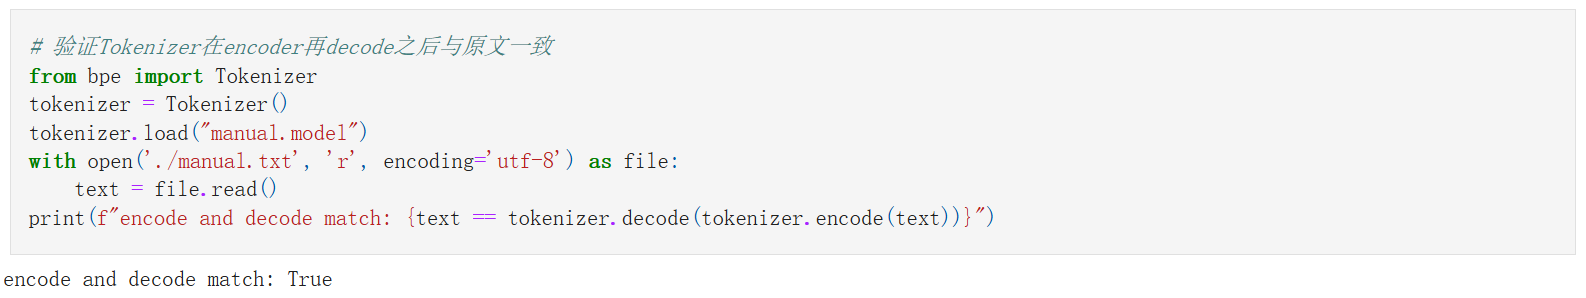 # 验证Tokenizer在encoder再decode之后与原文一致
from bpe import Tokenizer
tokenizer = Tokenizer()
tokenizer.load("manual.model")
with open('./manual.txt', 'r', encoding='utf-8') as file:
    text = file.read()
print(f"encode and decode match: {text == tokenizer.decode(tokenizer.encode(text))}")
encode and decode match: True